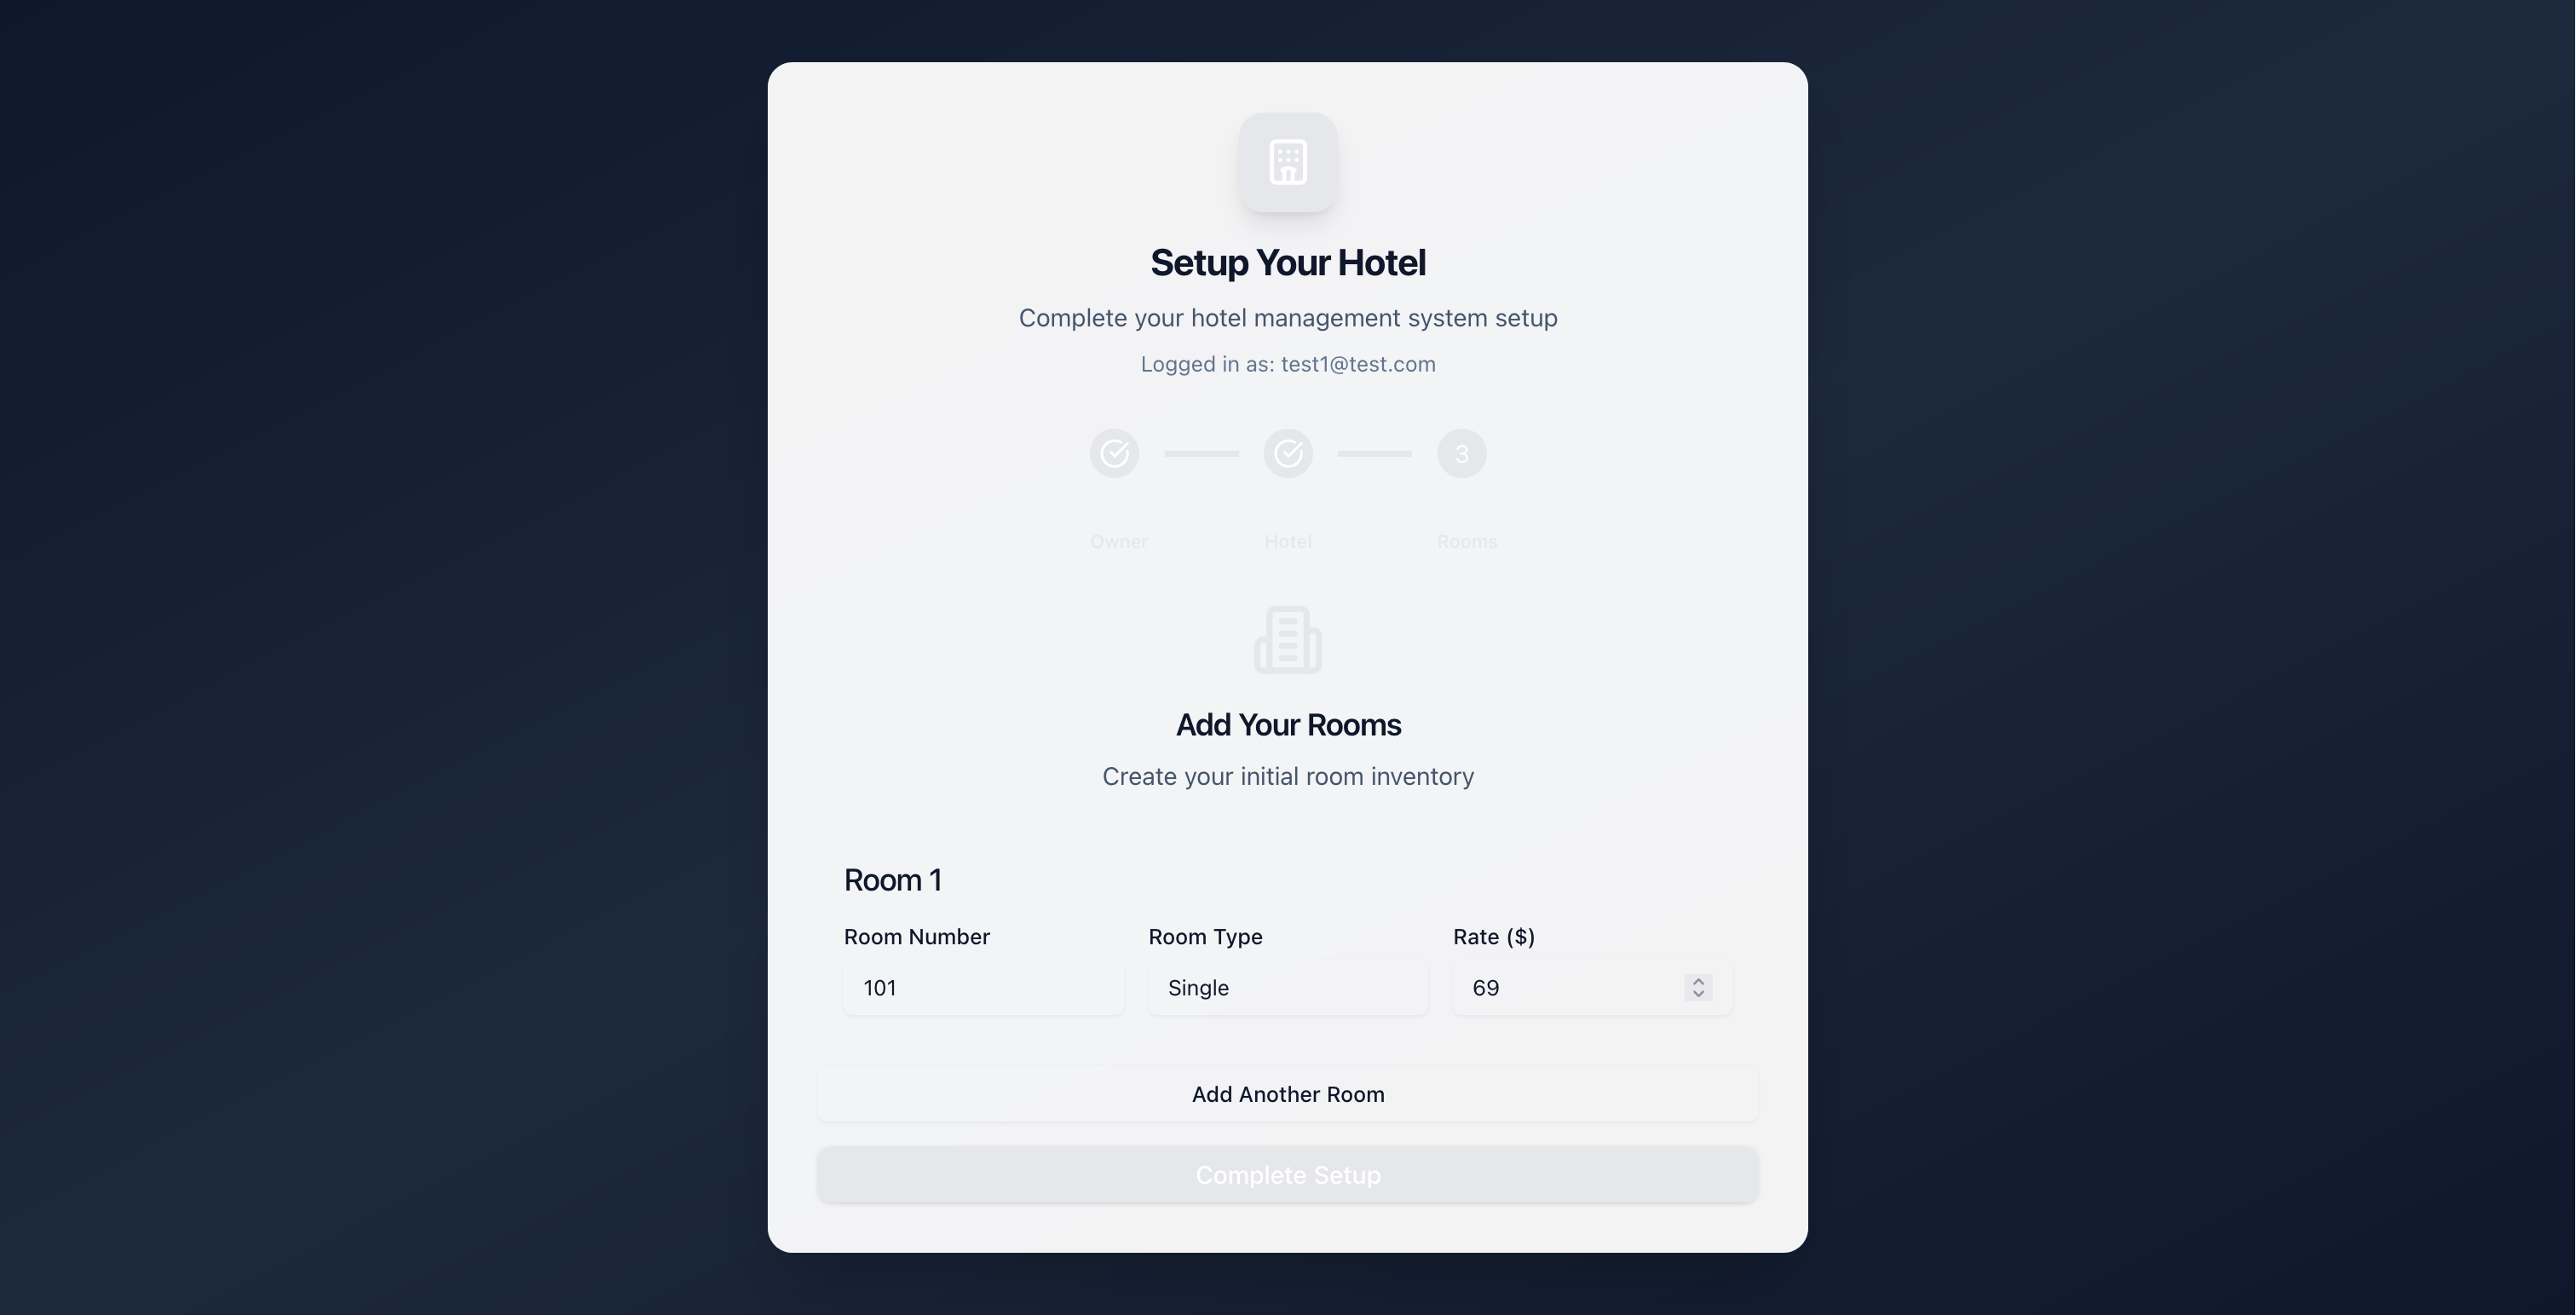 Setup Your Hotel
Complete your hotel management system setup
Logged in as: test1@test.com
3
Owner Hotel Rooms
Add Your Rooms
Create your initial room inventory
Room 1
Room Number Room Type Rate ($)
101 Single 69
Add Another Room
Complete Setup